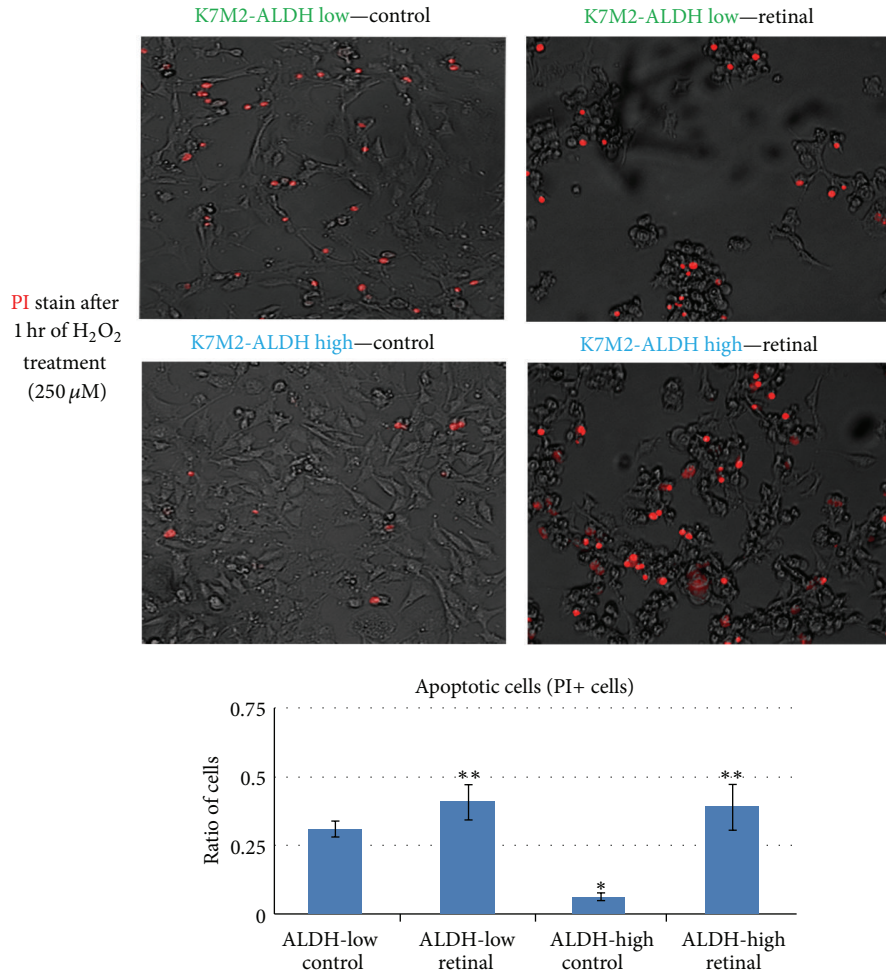 K7M2-ALDH low—control
K7M2-ALDH low—retinal
PI stain after
1 hr of H₂O₂
treatment
(250 μM)
K7M2-ALDH high—control
K7M2-ALDH high—retinal
Apoptotic cells (PI+ cells)
Ratio of cells
0.75
0.5
0.25
0
**
*
**
ALDH-low
control
ALDH-low
retinal
ALDH-high
control
ALDH-high
retinal